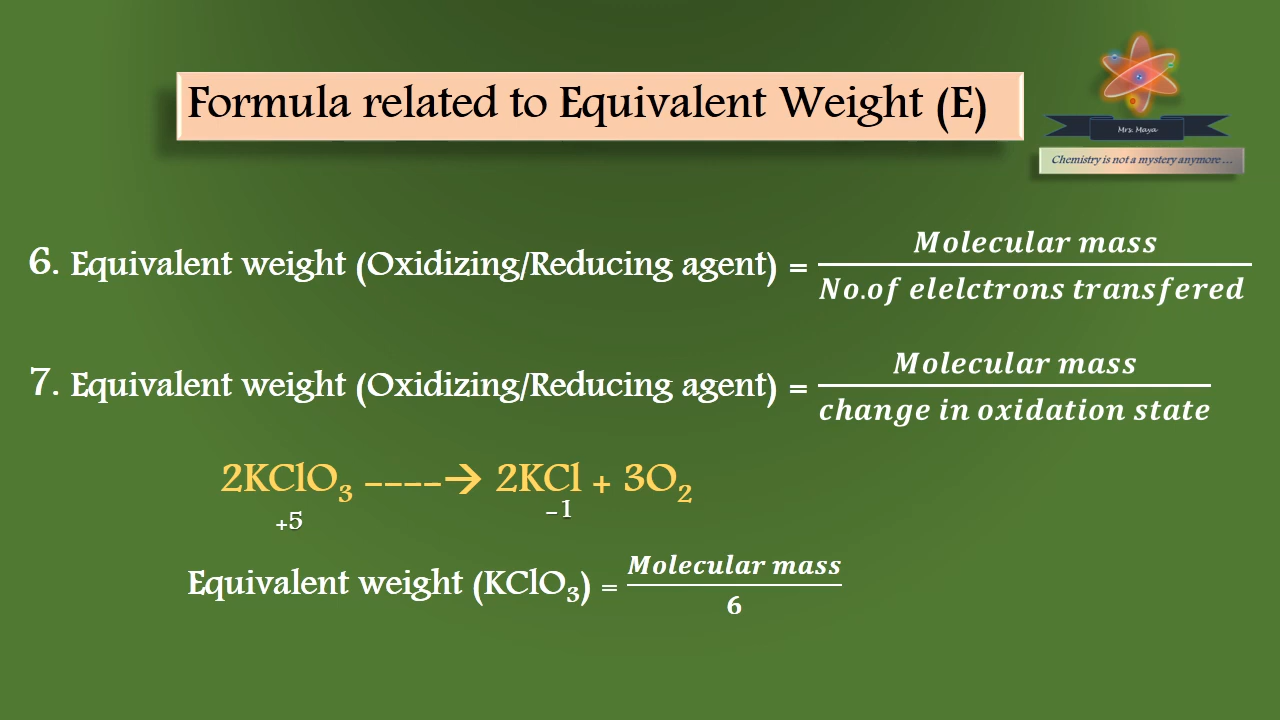 Formula related to Equivalent Weight (E)
Mrs. Maya
Chemistry is not a mystery anymore ...
6. Equivalent weight (Oxidizing/Reducing agent) = Molecular mass / No.of elelctrons transfered
7. Equivalent weight (Oxidizing/Reducing agent) = Molecular mass / change in oxidation state
2KClO₃ ----→ 2KCl + 3O₂
+5 –1
Equivalent weight (KClO₃) = Molecular mass / 6